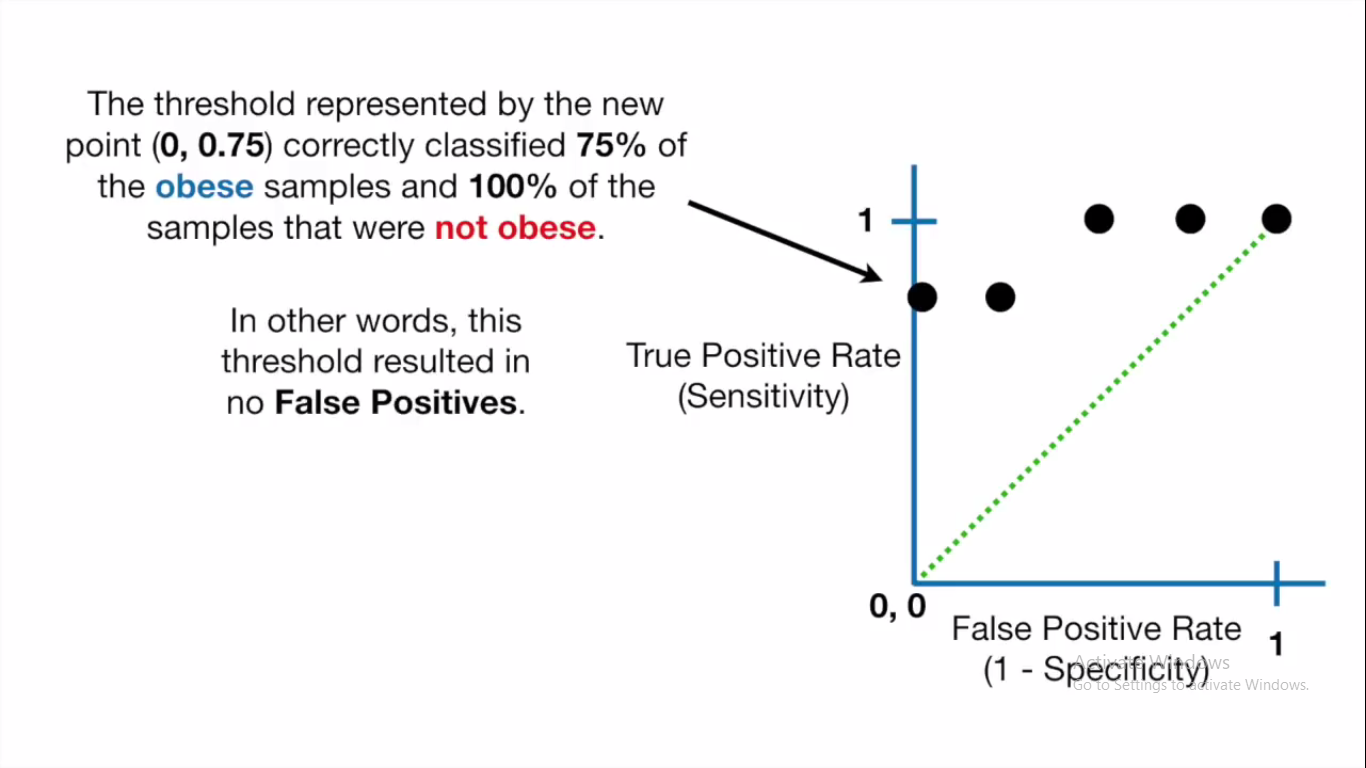 The threshold represented by the new
point (0, 0.75) correctly classified 75% of
the obese samples and 100% of the
samples that were not obese.
In other words, this
threshold resulted in
no False Positives.
1
True Positive Rate
(Sensitivity)
0, 0
False Positive Rate
(1 - Specificity)
1
Activate Windows
Go to Settings to activate Windows.